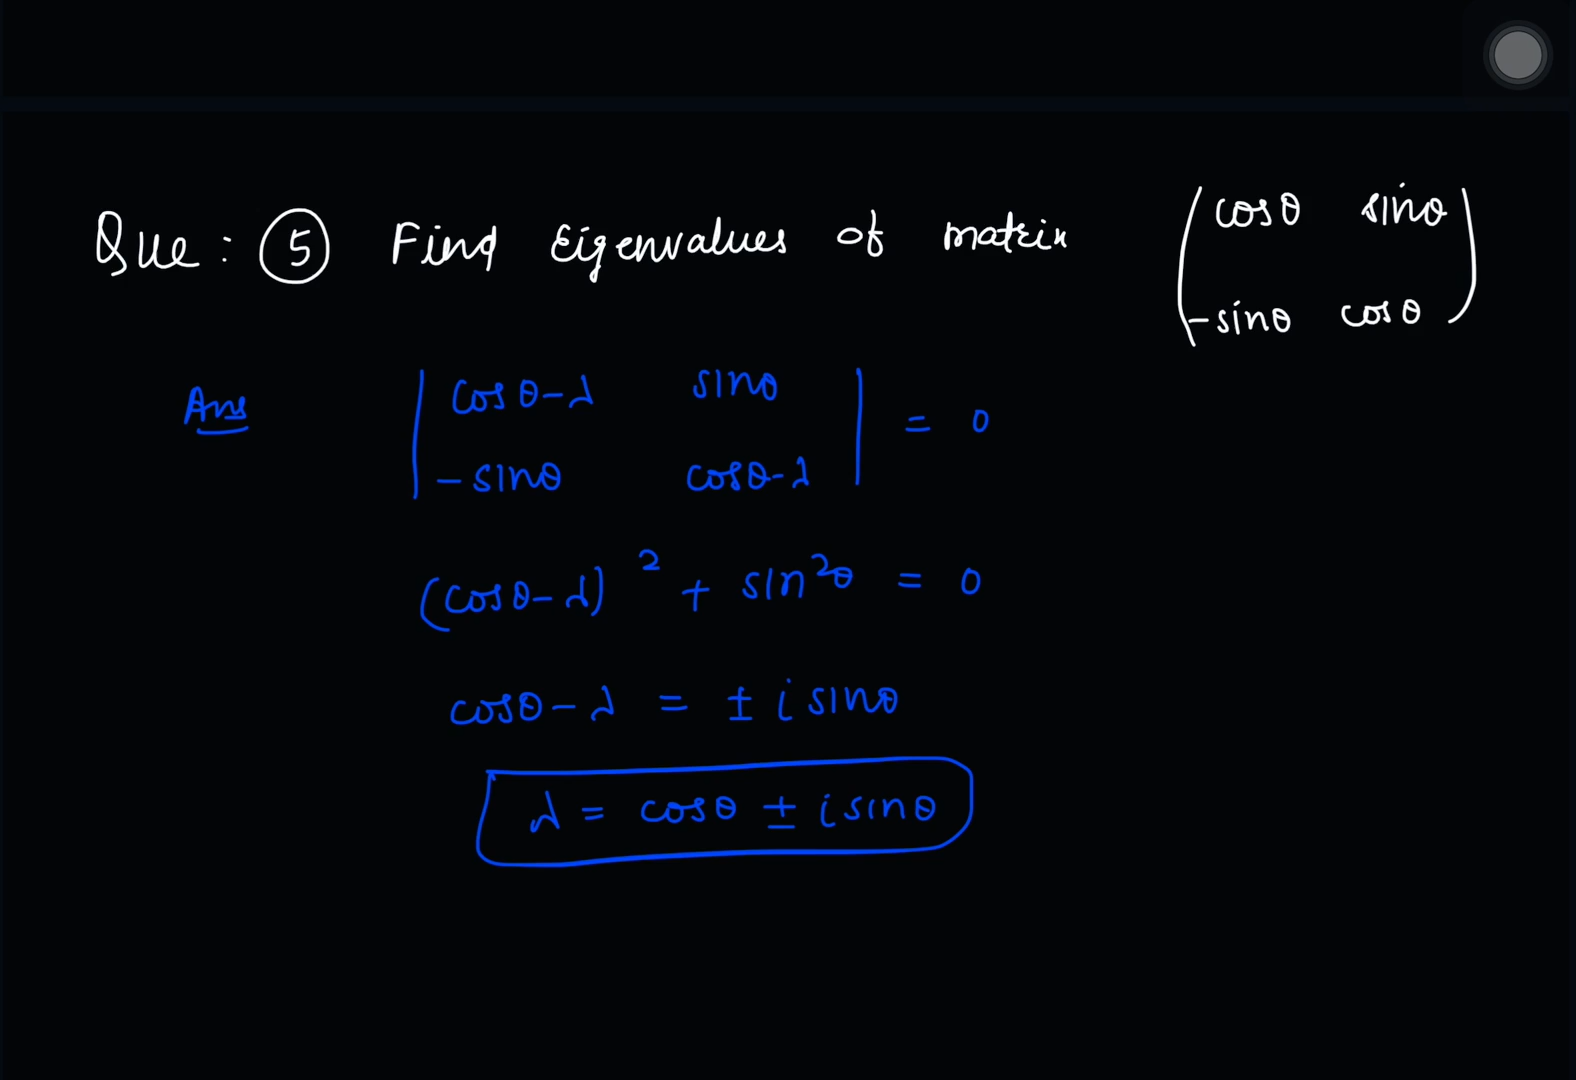 Que : ⑤ Find Eigenvalues of matrix ( cosθ sinθ
-sinθ cosθ )
Ans | cosθ-λ sinθ | = 0
| -sinθ cosθ-λ |
(cosθ-λ)² + sin²θ = 0
cosθ-λ = ± i sinθ
λ = cosθ ± i sinθ